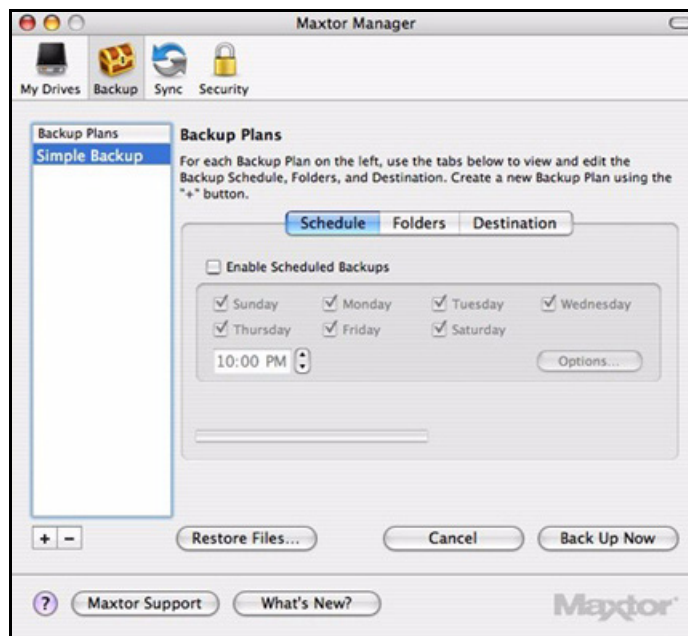 Maxtor Manager
My Drives Backup Sync Security
Backup Plans
Simple Backup
Backup Plans
For each Backup Plan on the left, use the tabs below to view and edit the
Backup Schedule, Folders, and Destination. Create a new Backup Plan using the
"+" button.
Schedule Folders Destination
Enable Scheduled Backups
Sunday Monday Tuesday Wednesday
Thursday Friday Saturday
10:00 PM Options...
+ −
Restore Files... Cancel Back Up Now
? Maxtor Support What's New? Maxtor